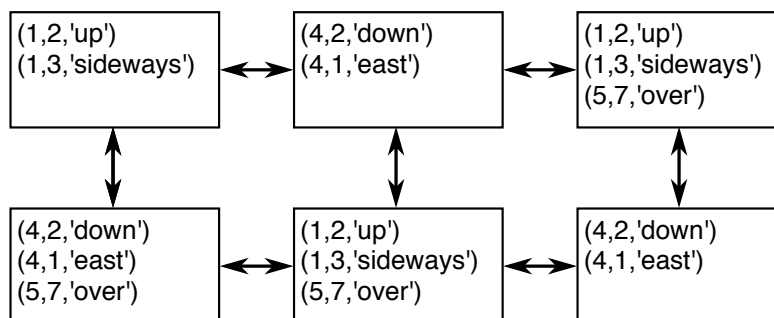 (1,2,'up')
(1,3,'sideways')
(4,2,'down')
(4,1,'east')
(1,2,'up')
(1,3,'sideways')
(5,7,'over')
(4,2,'down')
(4,1,'east')
(5,7,'over')
(1,2,'up')
(1,3,'sideways')
(5,7,'over')
(4,2,'down')
(4,1,'east')